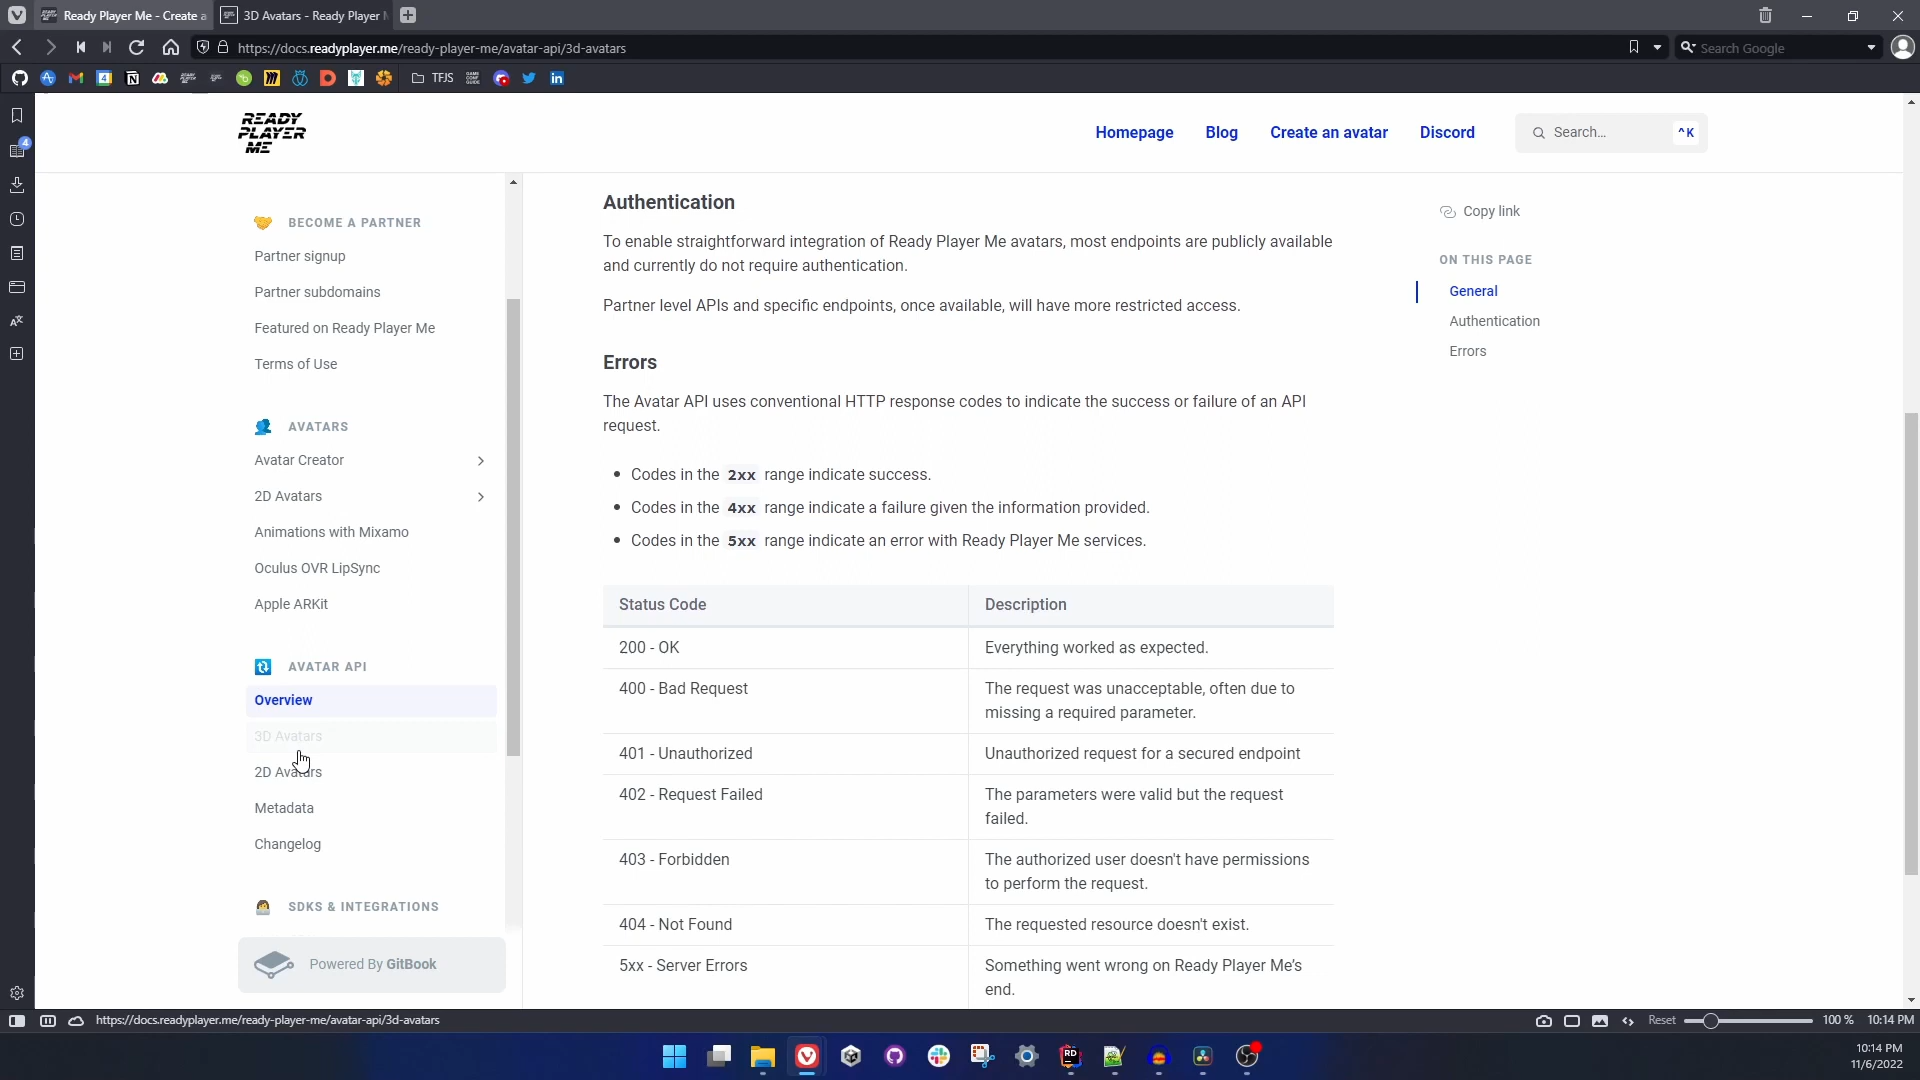 Ready Player Me - Create a
3D Avatars - Ready Player M
https://docs.readyplayer.me/ready-player-me/avatar-api/3d-avatars
Search Google
TFJS
4
READY
PLAYER
ME
Homepage
Blog
Create an avatar
Discord
Search...
^K
BECOME A PARTNER
Partner signup
Partner subdomains
Featured on Ready Player Me
Terms of Use
AVATARS
Avatar Creator
2D Avatars
Animations with Mixamo
Oculus OVR LipSync
Apple ARKit
AVATAR API
Overview
3D Avatars
2D Avatars
Metadata
Changelog
SDKS & INTEGRATIONS
Powered By GitBook
Authentication
To enable straightforward integration of Ready Player Me avatars, most endpoints are publicly available
and currently do not require authentication.
Partner level APIs and specific endpoints, once available, will have more restricted access.
Errors
The Avatar API uses conventional HTTP response codes to indicate the success or failure of an API
request.
• Codes in the 2xx range indicate success.
• Codes in the 4xx range indicate a failure given the information provided.
• Codes in the 5xx range indicate an error with Ready Player Me services.
Status Code
Description
200 - OK
Everything worked as expected.
400 - Bad Request
The request was unacceptable, often due to
missing a required parameter.
401 - Unauthorized
Unauthorized request for a secured endpoint
402 - Request Failed
The parameters were valid but the request
failed.
403 - Forbidden
The authorized user doesn't have permissions
to perform the request.
404 - Not Found
The requested resource doesn't exist.
5xx - Server Errors
Something went wrong on Ready Player Me's
end.
Copy link
ON THIS PAGE
General
Authentication
Errors
https://docs.readyplayer.me/ready-player-me/avatar-api/3d-avatars
Reset
100 %
10:14 PM
RD
10:14 PM
11/6/2022